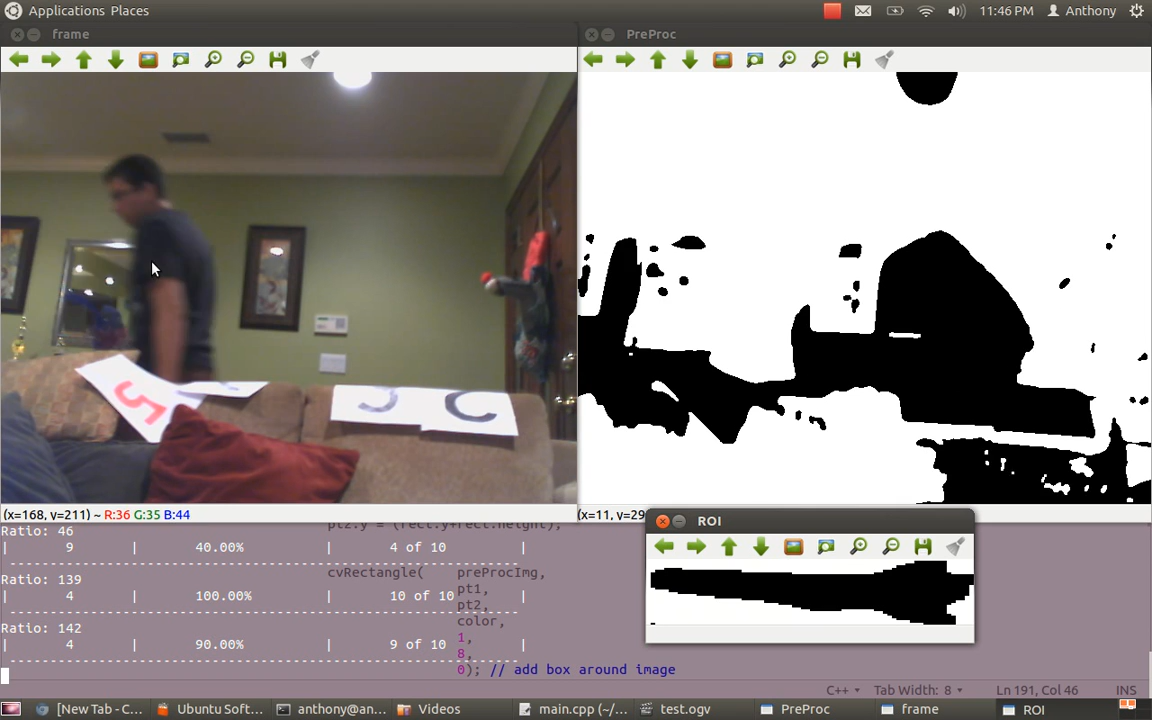 Applications Places
11:46 PM Anthony
frame
PreProc
5
J C
(x=168, y=211) ~ R:36 G:35 B:44
(x=11, y=29
ROI
pt2.y = (rect.y+rect.height);
Ratio: 46
| 9 | 40.00% | 4 of 10 |
cvRectangle( preProcImg,
Ratio: 139
pt1,
| 4 | 100.00% | 10 of 10 |
pt2,
color,
Ratio: 142
1,
| 4 | 90.00% | 9 of 10 |
8,
0); // add box around image
C++ Tab Width: 8 Ln 191, Col 46 INS
[New Tab - C... Ubuntu Soft... anthony@an... Videos main.cpp (~/... test.ogv PreProc frame ROI